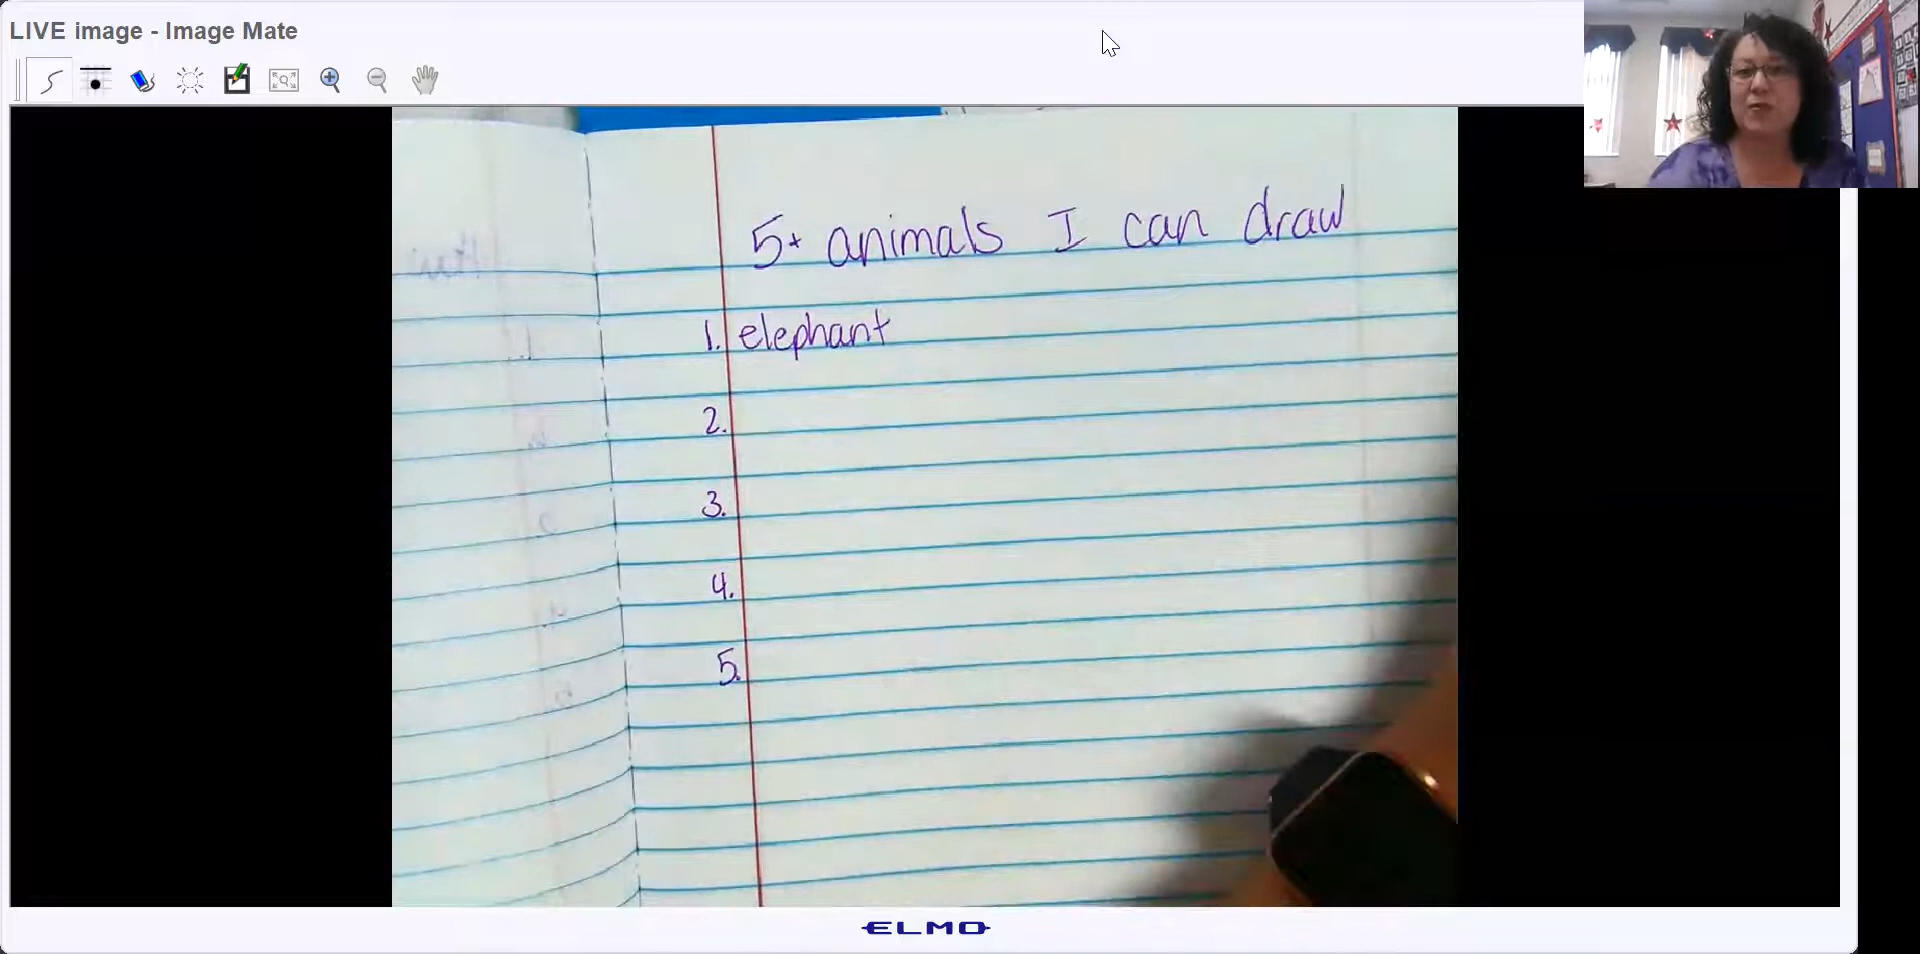 LIVE image - Image Mate
5+ animals I can draw
1. elephant
2.
3.
4.
5.
ELMO